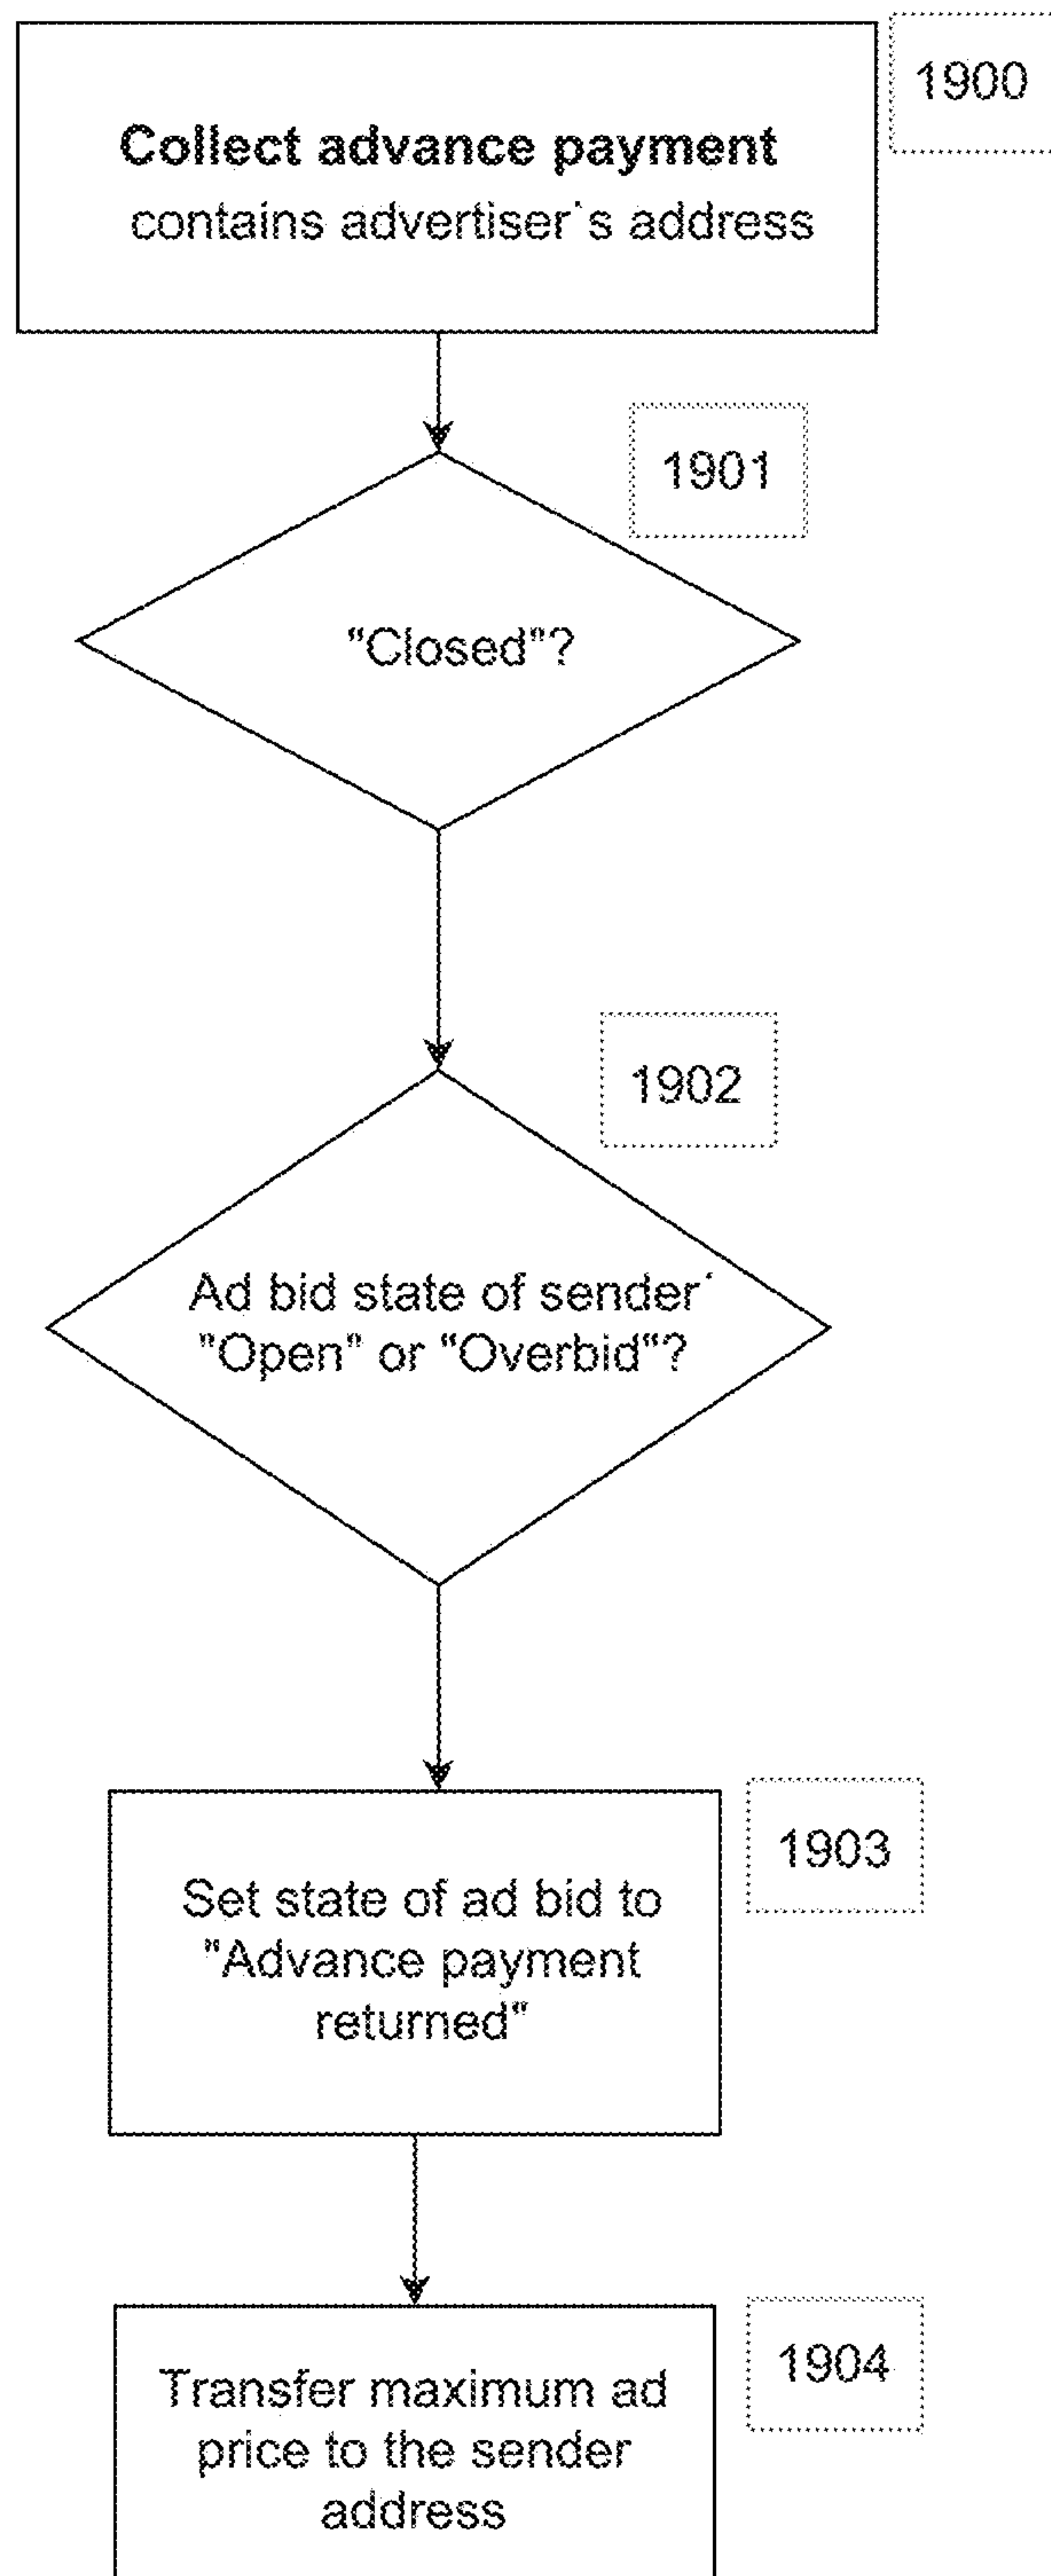 1900
Collect advance payment
contains advertiser´s address
1901
"Closed"?
1902
Ad bid state of sender´
"Open" or "Overbid"?
1903
Set state of ad bid to
"Advance payment
returned"
1904
Transfer maximum ad
price to the sender
address